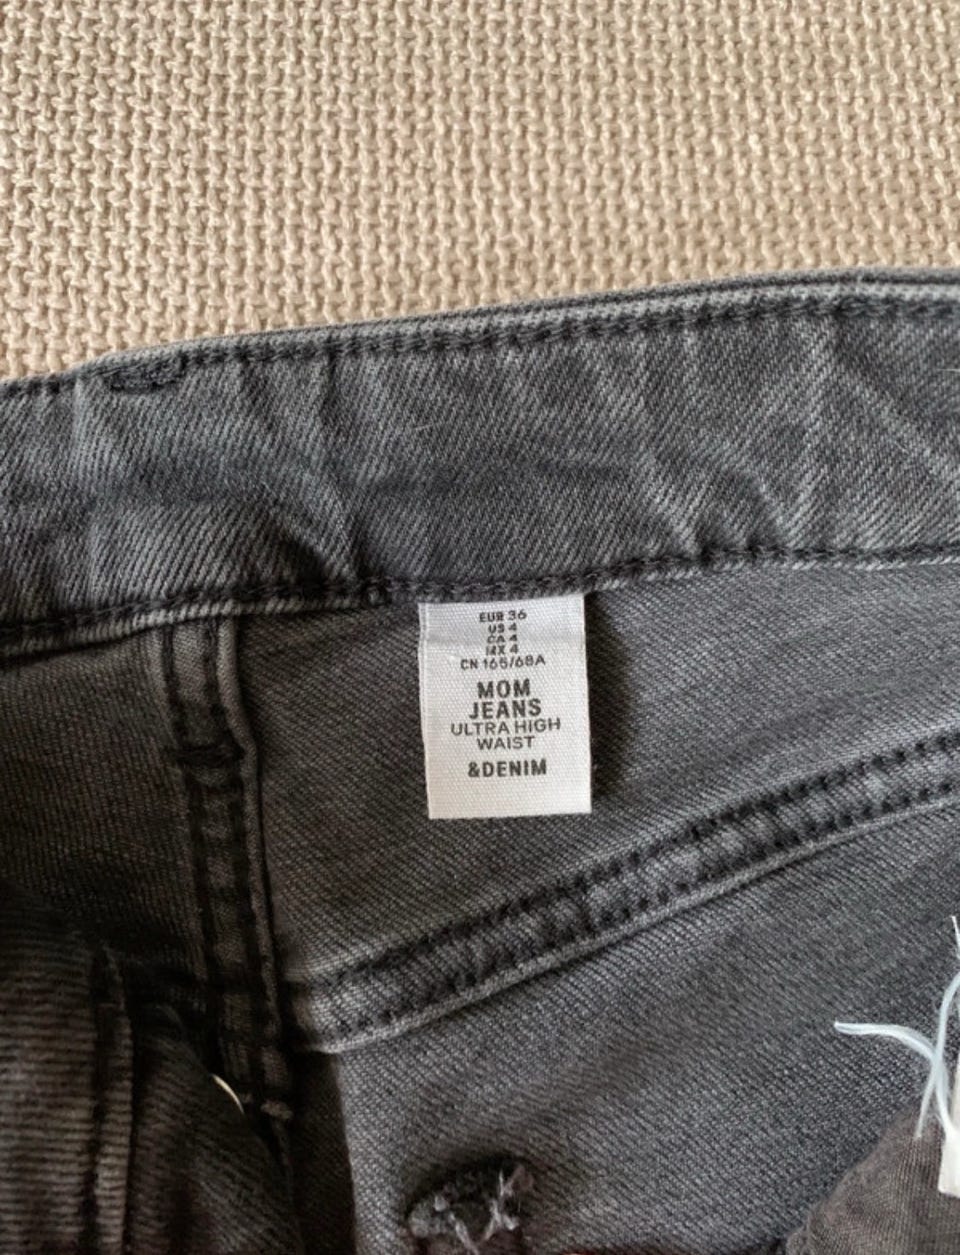 EUR 36
US 4
CA 4
MX 4
CN 165/68A
MOM
JEANS
ULTRA HIGH
WAIST
&DENIM